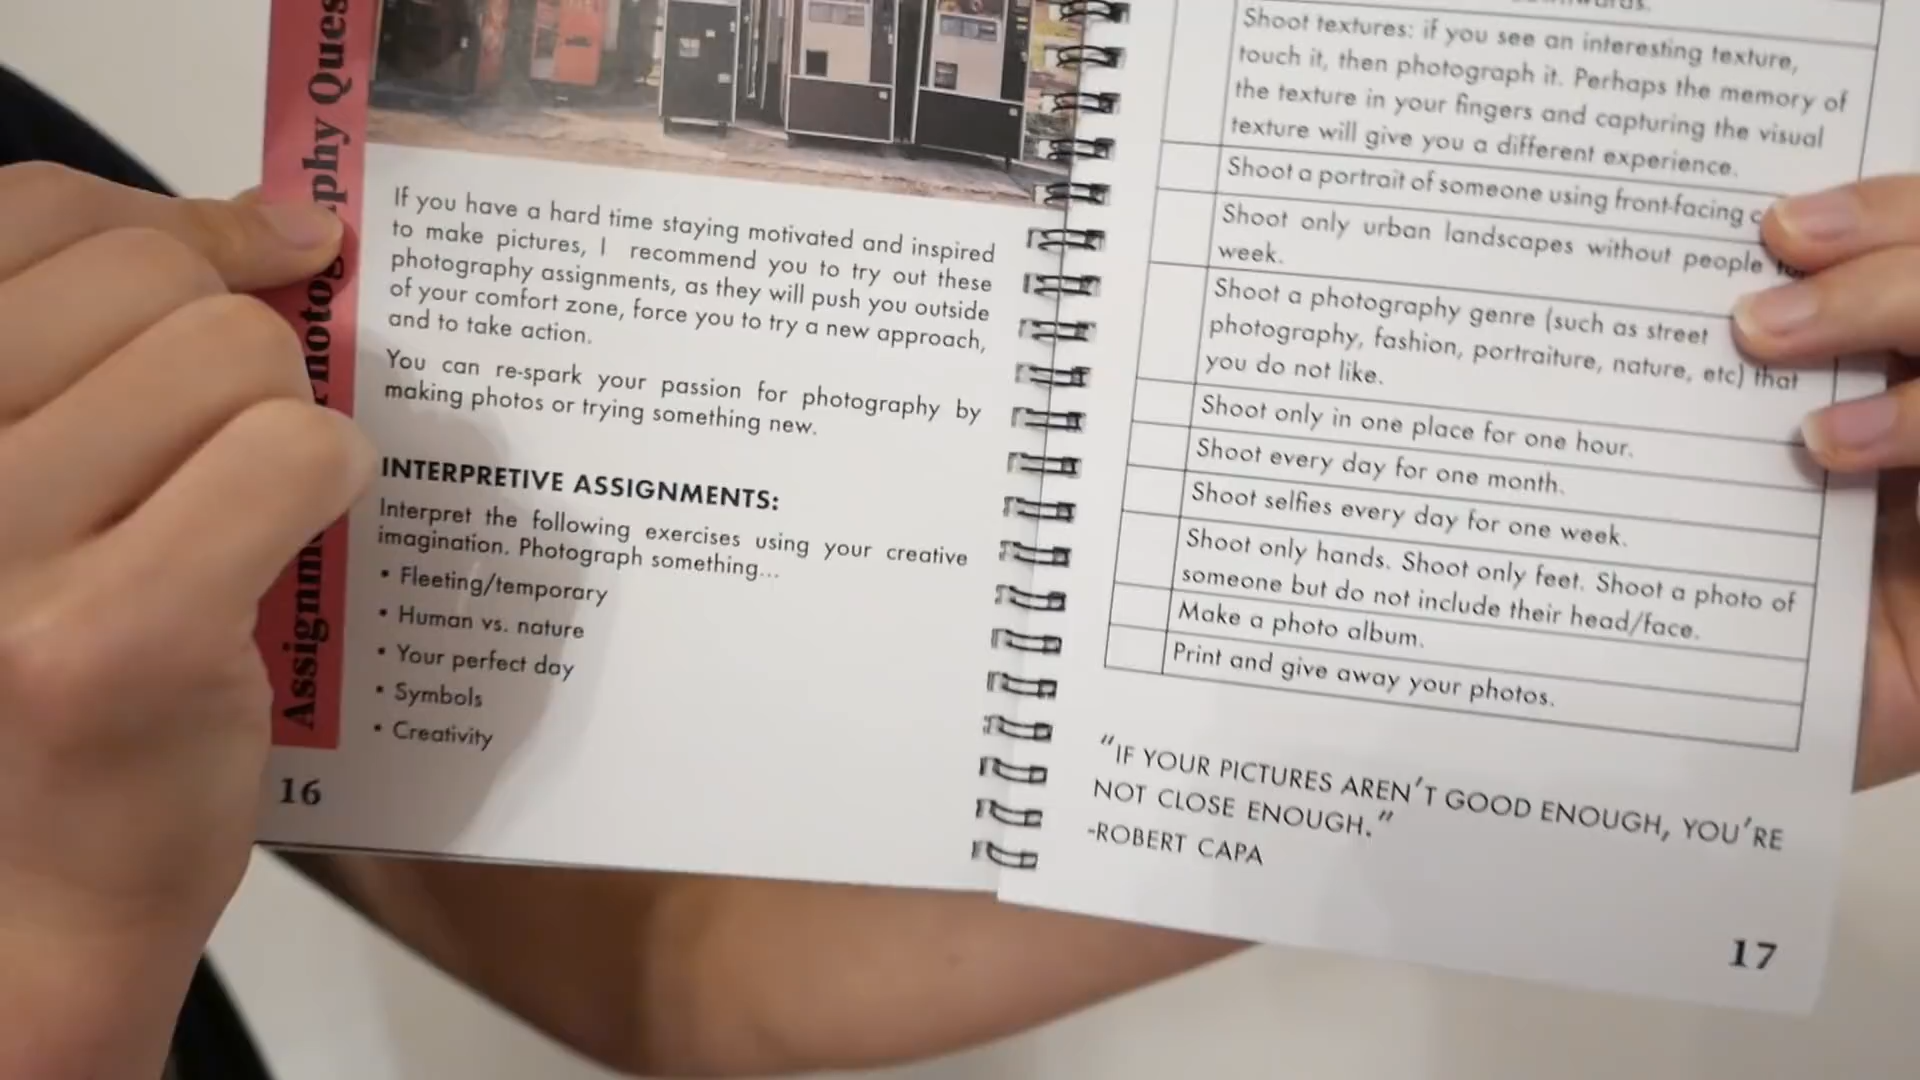 Photography Ques
If you have a hard time staying motivated and inspired
to make pictures, I recommend you to try out these
photography assignments, as they will push you outside
of your comfort zone, force you to try a new approach,
and to take action.
You can re-spark your passion for photography by
making photos or trying something new.
INTERPRETIVE ASSIGNMENTS:
Interpret the following exercises using your creative
imagination. Photograph something...
• Fleeting/temporary
• Human vs. nature
• Your perfect day
• Symbols
• Creativity
16
Shoot textures: if you see an interesting texture,
touch it, then photograph it. Perhaps the memory of
the texture in your fingers and capturing the visual
texture will give you a different experience.
Shoot a portrait of someone using front-facing
Shoot only urban landscapes without people
week.
Shoot a photography genre (such as street
photography, fashion, portraiture, nature, etc) that
you do not like.
Shoot only in one place for one hour.
Shoot every day for one month.
Shoot selfies every day for one week.
Shoot only hands. Shoot only feet. Shoot a photo of
someone but do not include their head/face.
Make a photo album.
Print and give away your photos.
"IF YOUR PICTURES AREN'T GOOD ENOUGH, YOU'RE
NOT CLOSE ENOUGH."
-ROBERT CAPA
17